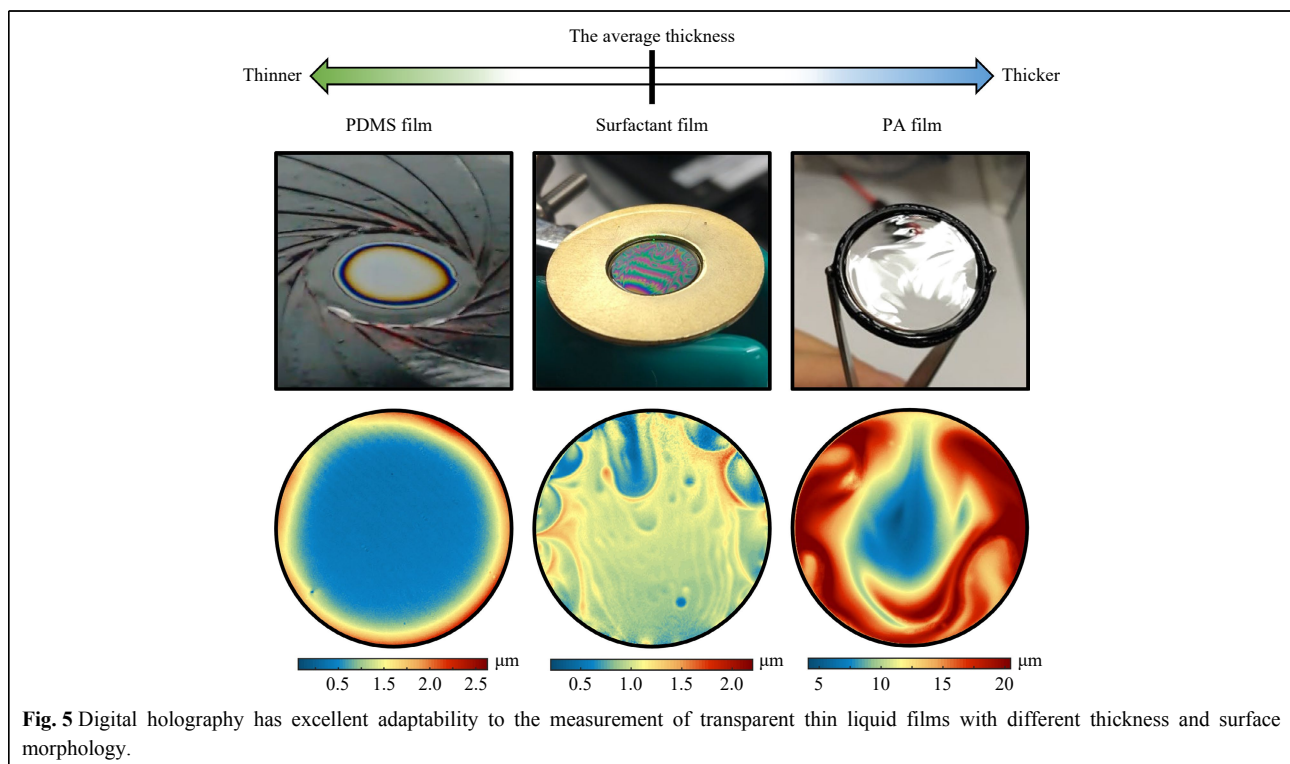 The average thickness
Thinner
Thicker
PDMS film
Surfactant film
PA film
μm
0.5 1.5 2.0 2.5
μm
0.5 1.0 2.0
μm
5 10 15 20
Fig. 5 Digital holography has excellent adaptability to the measurement of transparent thin liquid films with different thickness and surface
morphology.